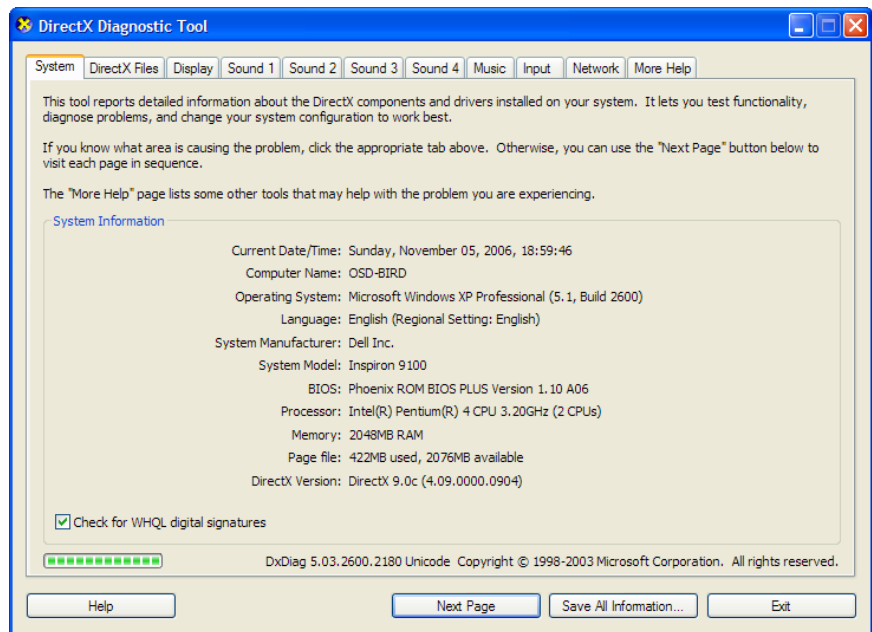 DirectX Diagnostic Tool
System DirectX Files Display Sound 1 Sound 2 Sound 3 Sound 4 Music Input Network More Help
This tool reports detailed information about the DirectX components and drivers installed on your system. It lets you test functionality,
diagnose problems, and change your system configuration to work best.
If you know what area is causing the problem, click the appropriate tab above. Otherwise, you can use the "Next Page" button below to
visit each page in sequence.
The "More Help" page lists some other tools that may help with the problem you are experiencing.
System Information
Current Date/Time: Sunday, November 05, 2006, 18:59:46
Computer Name: OSD-BIRD
Operating System: Microsoft Windows XP Professional (5.1, Build 2600)
Language: English (Regional Setting: English)
System Manufacturer: Dell Inc.
System Model: Inspiron 9100
BIOS: Phoenix ROM BIOS PLUS Version 1.10 A06
Processor: Intel(R) Pentium(R) 4 CPU 3.20GHz (2 CPUs)
Memory: 2048MB RAM
Page file: 422MB used, 2076MB available
DirectX Version: DirectX 9.0c (4.09.0000.0904)
Check for WHQL digital signatures
DxDiag 5.03.2600.2180 Unicode Copyright © 1998-2003 Microsoft Corporation. All rights reserved.
Help Next Page Save All Information... Exit